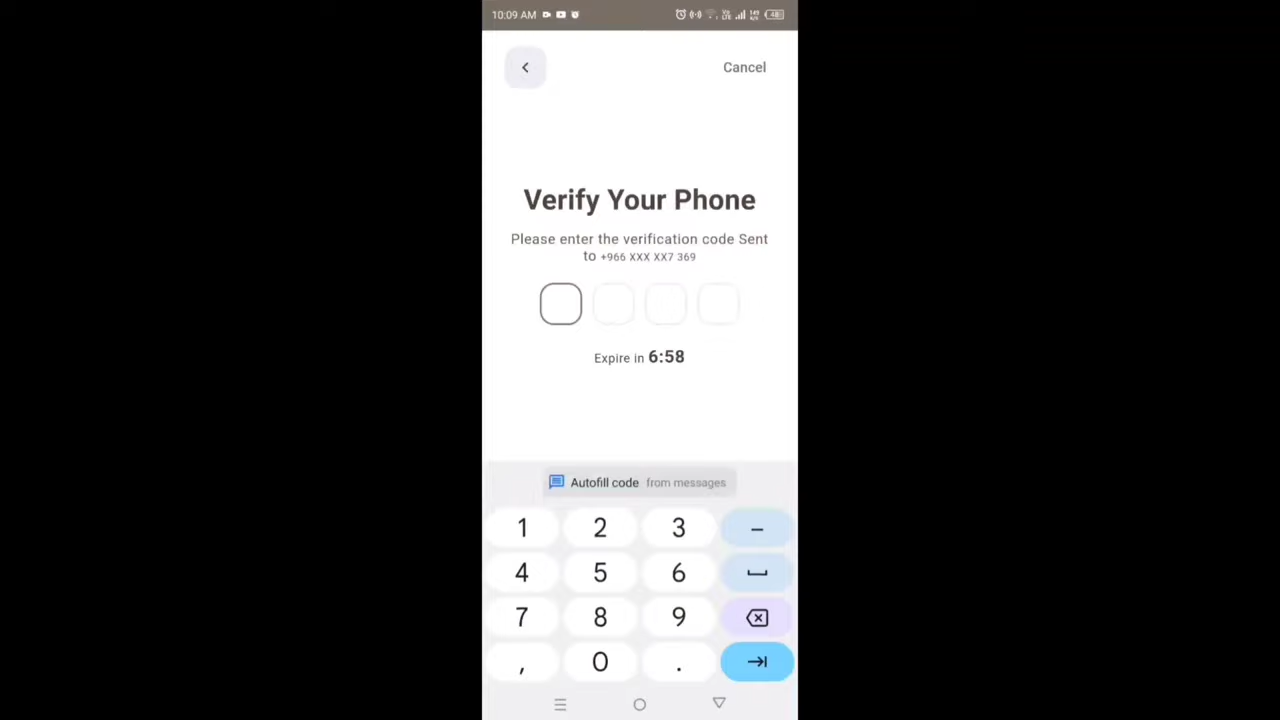 10:09 AM
Cancel
Verify Your Phone
Please enter the verification code Sent
to +966 XXX XX7 369
Expire in 6:58
Autofill code from messages
1 2 3 –
4 5 6
7 8 9
, 0 .